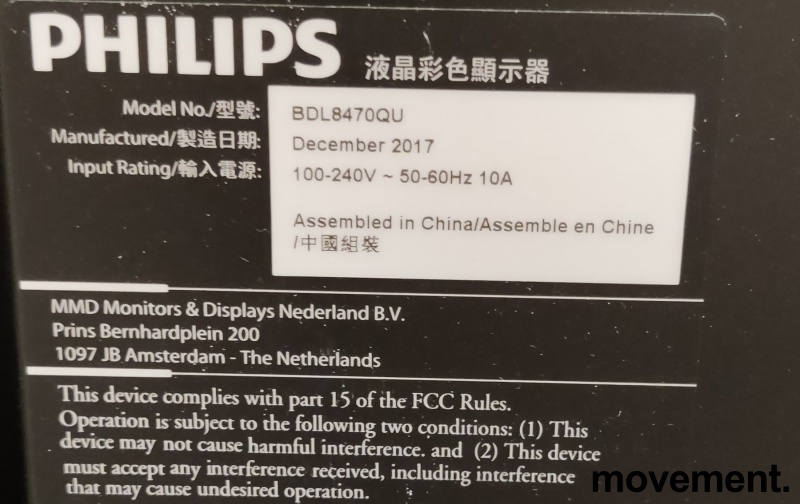 PHILIPS 液晶彩色顯示器
Model No./型號: BDL8470QU
Manufactured/製造日期: December 2017
Input Rating/輸入電源: 100-240V ~ 50-60Hz 10A
Assembled in China/Assemble en Chine
/中國組裝
MMD Monitors & Displays Nederland B.V.
Prins Bernhardplein 200
1097 JB Amsterdam - The Netherlands
This device complies with part 15 of the FCC Rules.
Operation is subject to the following two conditions: (1) This
device may not cause harmful interference. and (2) This device
must accept any interference received, including interference
that may cause undesired operation.
movement.